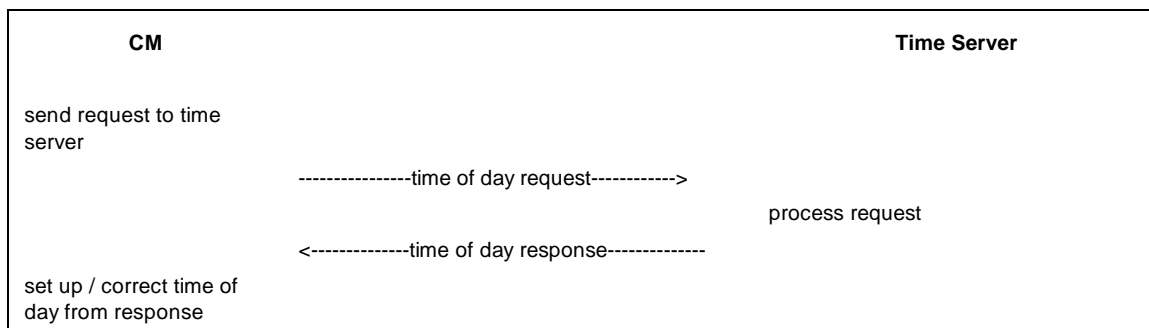 CM Time Server
send request to time
server
----------------time of day request------------>
process request
<--------------time of day response--------------
set up / correct time of
day from response